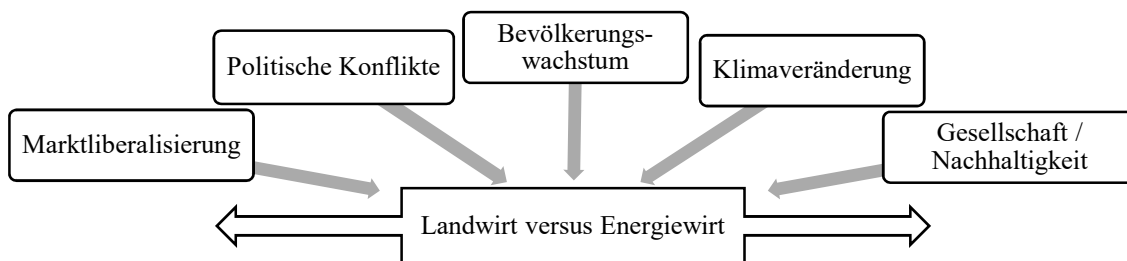 Marktliberalisierung
Politische Konflikte
Bevölkerungs-
wachstum
Klimaveränderung
Gesellschaft /
Nachhaltigkeit
Landwirt versus Energiewirt